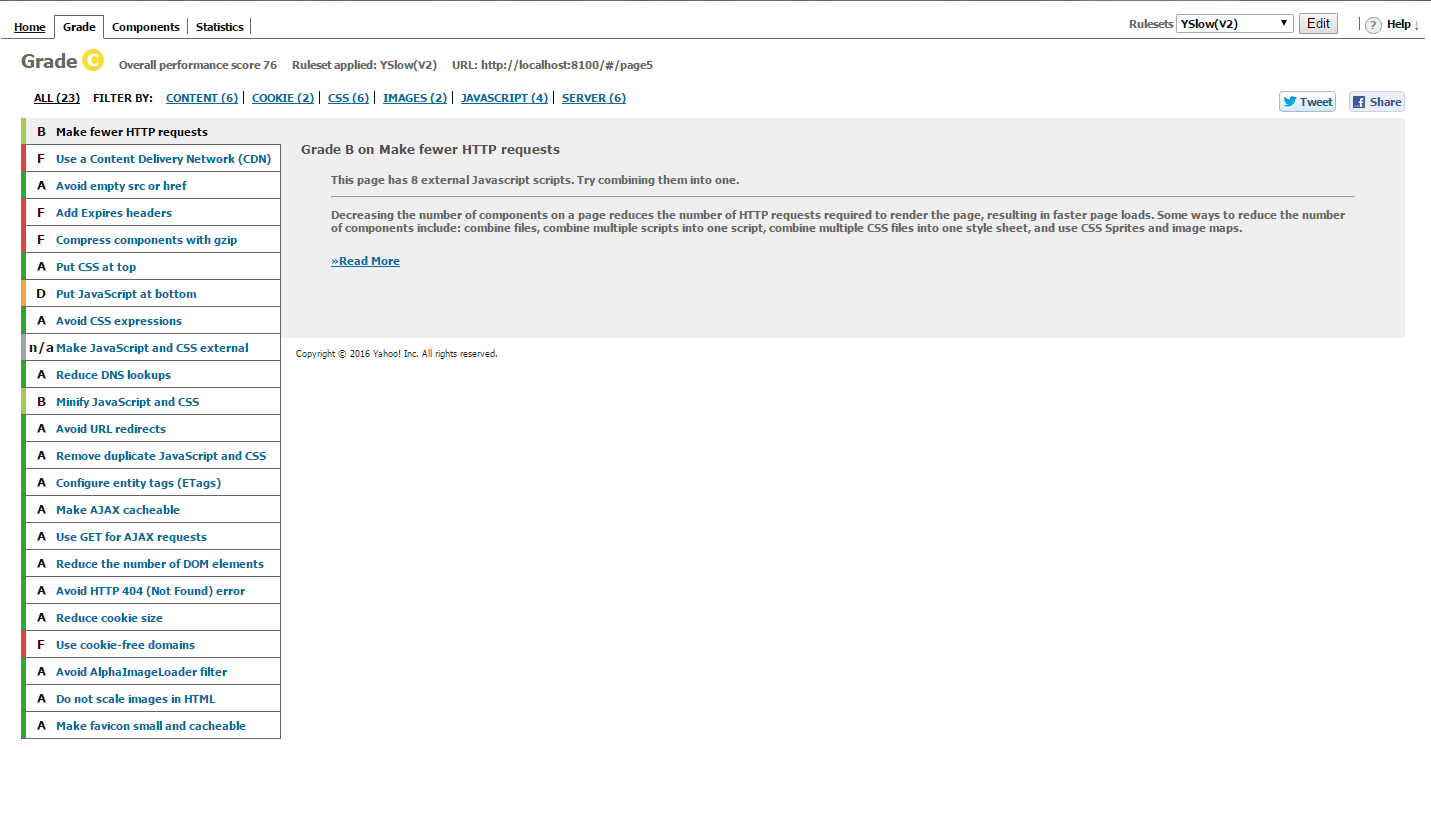 Home Grade Components Statistics Rulesets YSlow(V2) ▼ Edit ? Help ↓
Grade C Overall performance score 76 Ruleset applied: YSlow(V2) URL: http://localhost:8100/#/page5
ALL (23) FILTER BY: CONTENT (6) COOKIE (2) CSS (6) IMAGES (2) JAVASCRIPT (4) SERVER (6) Tweet Share
B Make fewer HTTP requests
F Use a Content Delivery Network (CDN)
A Avoid empty src or href
F Add Expires headers
F Compress components with gzip
A Put CSS at top
D Put JavaScript at bottom
A Avoid CSS expressions
n/a Make JavaScript and CSS external
A Reduce DNS lookups
B Minify JavaScript and CSS
A Avoid URL redirects
A Remove duplicate JavaScript and CSS
A Configure entity tags (ETags)
A Make AJAX cacheable
A Use GET for AJAX requests
A Reduce the number of DOM elements
A Avoid HTTP 404 (Not Found) error
A Reduce cookie size
F Use cookie-free domains
A Avoid AlphaImageLoader filter
A Do not scale images in HTML
A Make favicon small and cacheable
Grade B on Make fewer HTTP requests
This page has 8 external Javascript scripts. Try combining them into one.
Decreasing the number of components on a page reduces the number of HTTP requests required to render the page, resulting in faster page loads. Some ways to reduce the number
of components include: combine files, combine multiple scripts into one script, combine multiple CSS files into one style sheet, and use CSS Sprites and image maps.
»Read More
Copyright © 2016 Yahoo! Inc. All rights reserved.